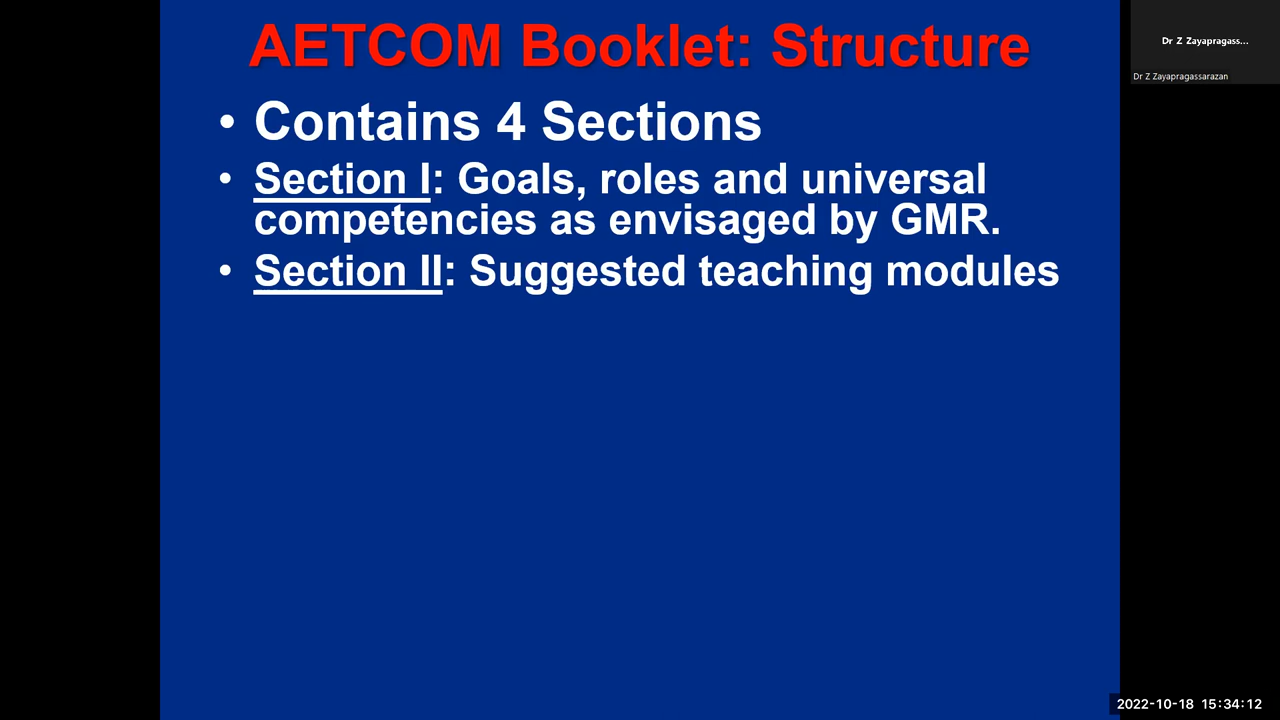 AETCOM Booklet: Structure
• Contains 4 Sections
• Section I: Goals, roles and universal
competencies as envisaged by GMR.
• Section II: Suggested teaching modules
Dr Z Zayapragass...
Dr Z Zayapragassarazan
2022-10-18 15:34:12